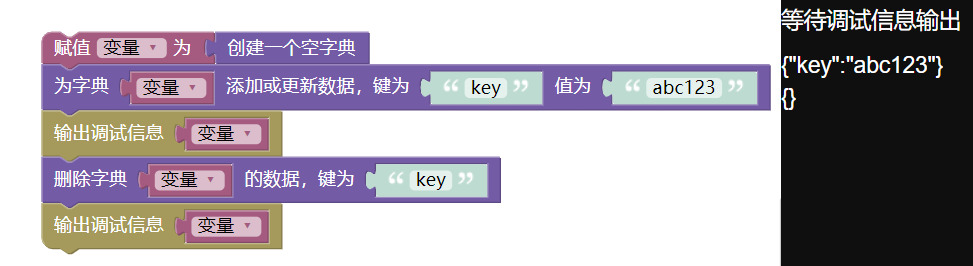 赋值 变量 为 创建一个空字典
为字典 变量 添加或更新数据，键为 “ key ” 值为 “ abc123 ”
输出调试信息 变量
删除字典 变量 的数据，键为 “ key ”
输出调试信息 变量
等待调试信息输出
{"key":"abc123"}
{}